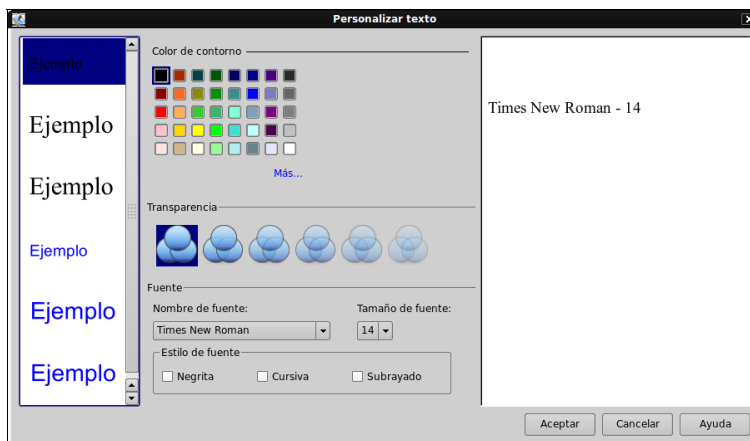 Personalizar texto
Ejemplo
Ejemplo
Ejemplo
Ejemplo
Ejemplo
Ejemplo
Color de contorno
Más...
Transparencia
Fuente
Nombre de fuente: Tamaño de fuente:
Times New Roman 14
Estilo de fuente
Negrita Cursiva Subrayado
Times New Roman - 14
Aceptar Cancelar Ayuda